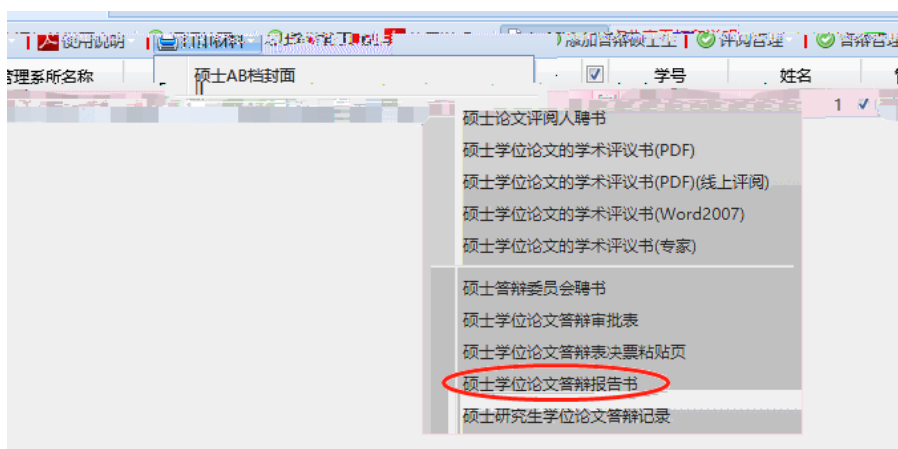 使用说明 打印材料 添加答辩硕士生 评阅管理 答辩管理
管理系所名称 硕士AB档封面 学号 姓名
1
硕士论文评阅人聘书
硕士学位论文的学术评议书(PDF)
硕士学位论文的学术评议书(PDF)(线上评阅)
硕士学位论文的学术评议书(Word2007)
硕士学位论文的学术评议书(专家)
硕士答辩委员会聘书
硕士学位论文答辩审批表
硕士学位论文答辩表决票粘贴页
硕士学位论文答辩报告书
硕士研究生学位论文答辩记录